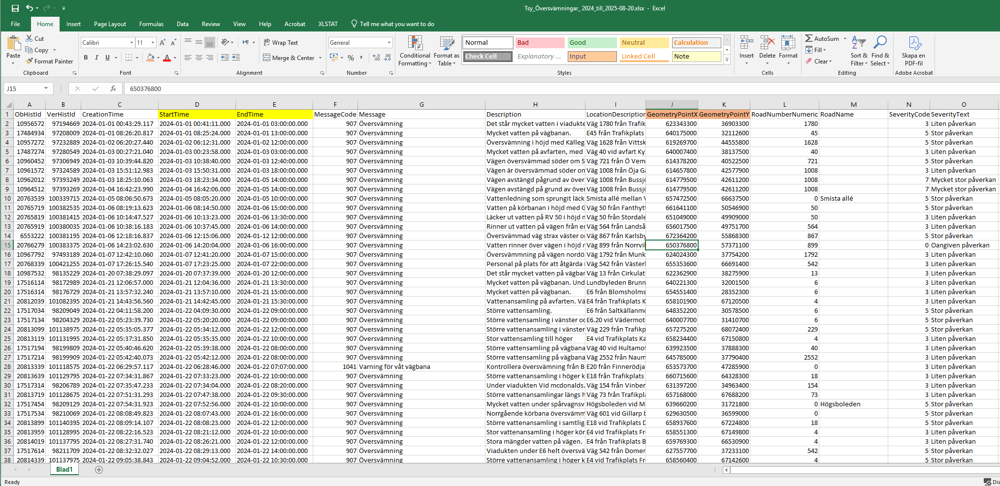 Tsy_Översvämningar_ 2024_till_2025-08-20.xlsx - Excel
File Home Insert Page Layout Formulas Data Review View Help Acrobat XLSTAT Tell me what you want to do
Paste Cut Copy Format Painter Clipboard
Calibri 11 B I U Font
Wrap Text Merge & Center Alignment
General % Number
Conditional Formatting Format as Table
Normal Bad Good Neutral Calculation
Check Cell Explanatory ... Input Linked Cell Note
Styles
Insert Delete Format Cells
AutoSum Fill Clear Sort & Filter Find & Select Editing
Skapa en PDF-fil Adobe Acrobat
J15 fx 650376800
A B C D E F G H I J K L M N O
1 ObHistId VerHistId CreationTime StartTime EndTime MessageCode Message Description LocationDescription GeometryPointX GeometryPointY RoadNumberNumeric RoadName SeverityCode SeverityText
2 10956572 97194669 2024-01-01 00:43:29.117 2024-01-01 00:41:11.000 2024-01-01 03:00:00.000 907 Översvämning Det står mycket vatten i viadukte Väg 1780 från Trafik 623343300 36903300 1780 3 Liten påverkan
3 17484934 97208009 2024-01-01 08:26:20.817 2024-01-01 08:25:24.000 2024-01-01 13:00:00.000 907 Översvämning Mycket vatten på vägbanan. E45 från Trafikplats 640175000 32112600 45 5 Stor påverkan
4 10957272 97232889 2024-01-02 06:20:27.440 2024-01-02 06:12:31.000 2024-01-02 12:00:00.000 907 Översvämning Översvämning i höjd med Källeg Väg 1628 från Vittsk 619269700 44555800 1628 5 Stor påverkan
5 17487274 97280549 2024-01-03 00:27:21.040 2024-01-03 00:23:58.000 2024-01-03 03:00:00.000 907 Översvämning Mycket vatten på avfarten, med Väg 40 vid avfart Ky 640007400 38137500 40 3 Liten påverkan
6 10960452 97306949 2024-01-03 10:39:44.820 2024-01-03 10:38:40.000 2024-01-03 12:40:00.000 907 Översvämning Vägen översvämmad söder om S Väg 721 från Ö Vem 614378200 40522500 721 5 Stor påverkan
7 10961572 97324589 2024-01-03 15:51:12.983 2024-01-03 15:50:31.000 2024-01-03 18:00:00.000 907 Översvämning Vägen är översvämmad söder om Väg 1008 från Öja Ga 614657800 42577900 1008 3 Liten påverkan
8 10962012 97393249 2024-01-03 18:25:10.063 2024-01-03 18:23:34.000 2024-01-05 14:00:00.000 907 Översvämning Vägen avstängd pågrund av över Väg 1008 från Bussjö 614779500 42611200 1008 7 Mycket stor påverkan
9 10964512 97393269 2024-01-04 16:42:23.990 2024-01-04 16:42:06.000 2024-01-05 14:00:00.000 907 Översvämning Vägen avstängd på grund av över Väg 1008 från Bussjö 614779500 42611200 1008 7 Mycket stor påverkan
10 20763539 100339715 2024-01-05 08:06:50.673 2024-01-05 08:05:20.000 2024-01-05 10:00:00.000 907 Översvämning Vattenledning som sprungit läck Smista allé mellan V 657472500 66637500 0 Smista allé 5 Stor påverkan
11 20765719 100382535 2024-01-06 08:19:13.623 2024-01-06 08:14:50.000 2024-01-06 15:00:00.000 907 Översvämning Vatten på körbanan i höjd med G Väg 50 från Fanthytt 661641100 50546900 50 5 Stor påverkan
12 20765819 100381415 2024-01-06 10:14:47.527 2024-01-06 10:13:23.000 2024-01-06 13:30:00.000 907 Översvämning Läcker ut vatten på RV 50 i höjd n Väg 50 från Stordale 651049000 49909000 50 3 Liten påverkan
13 20765919 100380035 2024-01-06 10:38:16.183 2024-01-06 10:37:45.000 2024-01-06 14:00:00.000 907 Översvämning Rinner ut vatten på vägen från er Väg 564 från Landså 656017500 49751700 564 3 Liten påverkan
14 6553222 100381195 2024-01-06 12:18:16.837 2024-01-06 12:15:06.000 2024-01-12 12:00:00.000 907 Översvämning Översvämmad väg strax väster o Väg 867 från Karlsby 672364200 55868300 867 5 Stor påverkan
15 20766279 100383375 2024-01-06 14:23:02.630 2024-01-06 14:20:04.000 2024-01-06 16:00:00.000 907 Översvämning Vatten rinner över vägen i höjd r Väg 899 från Norrvil 650376800 57371100 899 0 Oangiven påverkan
16 10967792 97493189 2024-01-07 12:42:10.060 2024-01-07 12:41:20.000 2024-01-07 15:00:00.000 907 Översvämning Översvämmning på vägen nordö Väg 1792 från Munk 624024300 37754200 1792 3 Liten påverkan
17 20768339 100421255 2024-01-07 17:26:15.540 2024-01-07 17:23:25.000 2024-01-07 22:00:00.000 907 Översvämning Personal på plats för att åtgärda i Väg 542 från Västerl 655353600 66691400 542 3 Liten påverkan
18 10987532 98135229 2024-01-20 07:38:29.097 2024-01-20 07:37:39.000 2024-01-20 12:00:00.000 907 Översvämning Det står mycket vatten på vägbar Väg 13 från Cirkulat 622362900 38275900 13 3 Liten påverkan
19 17516114 98172989 2024-01-21 12:06:57.000 2024-01-21 12:04:36.000 2024-01-21 13:30:00.000 907 Översvämning Mycket vatten på vägbanan. Und Lundbyleden Brunn 640221300 32001500 6 3 Liten påverkan
20 17516314 98176729 2024-01-21 13:57:32.240 2024-01-21 13:57:10.000 2024-01-21 15:00:00.000 907 Översvämning Mycket vatten på vägbanan. E6 från Blomsholms 654551400 28352300 6 3 Liten påverkan
21 20812039 101082395 2024-01-21 14:43:56.560 2024-01-21 14:42:45.000 2024-01-21 15:30:00.000 907 Översvämning Vattenansamling på avfarten. Vä E4 från Trafikplats K 658101900 67120500 4 3 Liten påverkan
22 17517034 98209049 2024-01-22 04:11:58.200 2024-01-22 04:09:30.000 2024-01-22 09:00:00.000 907 Översvämning Större vattensamling. E6 från Saltkällanmo 648352200 30578500 6 5 Stor påverkan
23 17517134 98204329 2024-01-22 05:23:39.730 2024-01-22 05:20:20.000 2024-01-22 09:00:00.000 907 Översvämning Större vattensamling i vänster oc E6.20 vid Vädermot 640007700 31410700 6 5 Stor påverkan
24 20813099 101138975 2024-01-22 05:35:05.377 2024-01-22 05:34:12.000 2024-01-22 12:00:00.000 907 Översvämning Större vattenansamling i vänster Väg 229 från Trafikp 657275200 68072400 229 5 Stor påverkan
25 20813119 101131995 2024-01-22 05:37:31.850 2024-01-22 05:35:35.000 2024-01-22 10:00:00.000 907 Översvämning Stor vattensamling till höger E4 vid Trafikplats Ka 658234400 67150800 4 3 Liten påverkan
26 17517194 98199809 2024-01-22 05:40:46.620 2024-01-22 05:39:38.000 2024-01-22 08:00:00.000 907 Översvämning Större vattensamling på vägbana Väg 40 vid Hultamot 639923500 37888300 40 3 Liten påverkan
27 17517214 98199909 2024-01-22 05:42:40.073 2024-01-22 05:42:12.000 2024-01-22 08:00:00.000 907 Översvämning Större vattensamling på vägbana Väg 2552 från Naum 645785000 37790400 2552 3 Liten påverkan
28 20813339 101118575 2024-01-22 06:29:57.117 2024-01-22 06:28:46.000 2024-01-22 07:07:00.000 1041 Varning för våt vägbana Kontrollera översvämning från B E20 från Finnerödja 653573700 47285900 0 3 Liten påverkan
29 20813639 101129795 2024-01-22 07:34:31.867 2024-01-22 07:33:23.000 2024-01-22 10:00:00.000 907 Översvämning Större vattensamling i höger k E18 från Trafikplats 660715600 64328300 18 3 Liten påverkan
30 17517314 98206789 2024-01-22 07:35:47.233 2024-01-22 07:34:04.000 2024-01-22 08:20:00.000 907 Översvämning Under viadukten Vid mcdonalds. Väg 154 från Vinber 631397200 34963400 154 3 Liten påverkan
31 20813719 101128675 2024-01-22 07:51:31.293 2024-01-22 07:47:38.000 2024-01-22 09:30:00.000 907 Översvämning Större vattenansamlingar längs h Väg 73 från Trafikpla 657168000 67688200 73 3 Liten påverkan
32 17517454 98209129 2024-01-22 07:54:31.923 2024-01-22 07:52:56.000 2024-01-22 10:00:00.000 907 Översvämning Mycket vatten under spårvagnsv Högsboleden vid Ma 639660200 31721800 0 Högsboleden 5 Stor påverkan
33 17517534 98210069 2024-01-22 08:08:49.823 2024-01-22 08:07:43.000 2024-01-22 16:00:00.000 907 Översvämning Norrgående körbana översvämm Väg 601 vid Gillarp b 629630500 36599000 0 5 Stor påverkan
34 20813899 101140395 2024-01-22 08:09:14.107 2024-01-22 08:08:23.000 2024-01-22 12:00:00.000 907 Översvämning Större vattenansamling i samtlig E18 vid Trafikplats D 658937600 67224800 18 5 Stor påverkan
35 20813959 101128995 2024-01-22 08:22:16.523 2024-01-22 08:21:12.000 2024-01-22 10:00:00.000 907 Översvämning Stor vattenansamling i höger kör E4 vid Trafikplats Fr 658551300 67149800 4 3 Liten påverkan
36 20814019 101137795 2024-01-22 08:27:31.740 2024-01-22 08:26:21.000 2024-01-22 12:00:00.000 907 Översvämning Stora mängder vatten på vägen. E4 från Trafikplats B 659769300 66530900 4 3 Liten påverkan
37 17517614 98211709 2024-01-22 08:32:32.027 2024-01-22 08:29:13.000 2024-01-22 14:00:00.000 907 Översvämning Viadukten under E6 helt översvä Väg 542 från Domer 627557700 37233100 542 5 Stor påverkan
38 20814339 101137975 2024-01-22 09:05:38.843 2024-01-22 09:04:52.000 2024-01-22 10:30:00.000 907 Översvämning Större vattenansamling i höger k E4 vid Trafikplats Fr 658560400 67142600 4 5 Stor påverkan
Blad1
Ready Dis